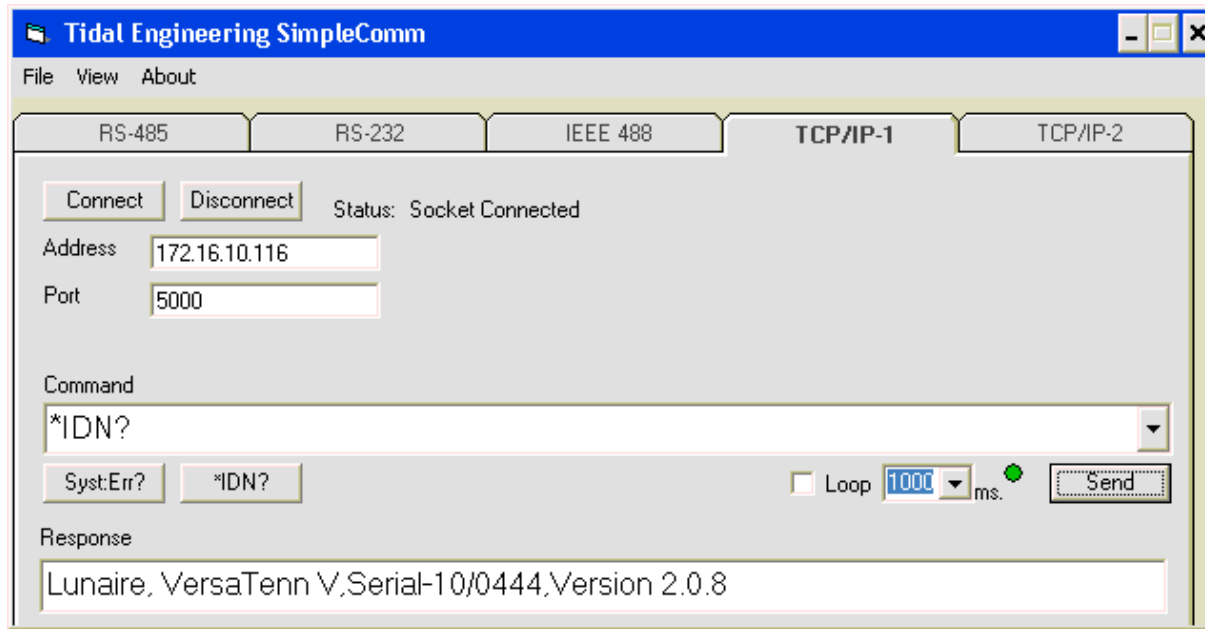 Tidal Engineering SimpleComm
File View About
RS-485 RS-232 IEEE 488 TCP/IP-1 TCP/IP-2
Connect Disconnect Status: Socket Connected
Address 172.16.10.116
Port 5000
Command
*IDN?
Syst:Err? *IDN? Loop 1000 ms. Send
Response
Lunaire, VersaTenn V,Serial-10/0444,Version 2.0.8